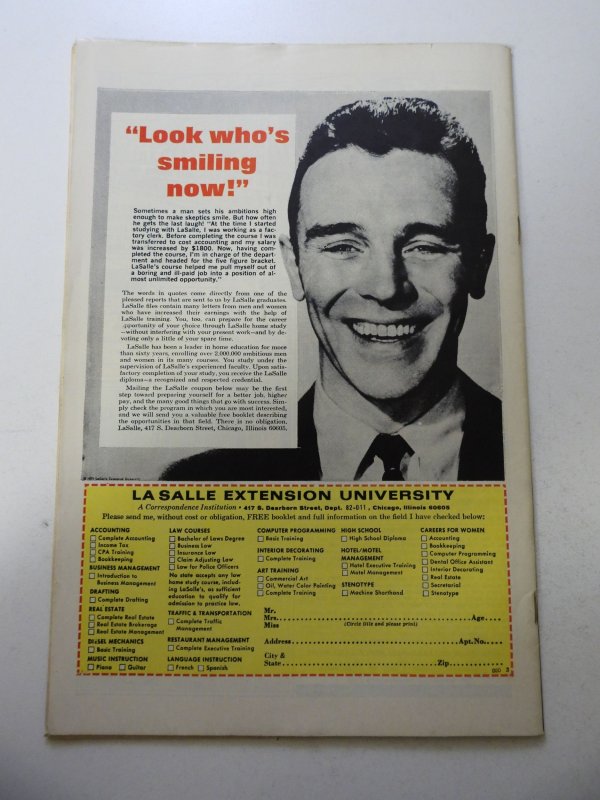 “Look who’s
smiling
now!”
Sometimes a man sets his ambitions high
enough to make skeptics smile. But how often
he gets the last laugh! “At the time I started
studying with LaSalle, I was working as a fac-
tory clerk. Before completing the course I was
transferred to cost accounting and my salary
was increased by $1800. Now, having com-
pleted the course, I'm in charge of the depart-
ment and headed for the five figure bracket.
LaSalle's course helped me pull myself out of
a boring and ill-paid job into a position of al-
most unlimited opportunity.”
The words in quotes come directly from one of the
pleased reports that are sent to us by LaSalle graduates.
LaSalle files contain many letters from men and women
who have increased their earnings with the help of
LaSalle training. You, too, can prepare for the career
opportunity of your choice through LaSalle home study
—without interfering with your present work—and by de-
voting only a little of your spare time.
LaSalle has been a leader in home education for more
than sixty years, enrolling over 2,000,000 ambitious men
and women in its many courses. You study under the
supervision of LaSalle's experienced faculty. Upon satis-
factory completion of your study, you receive the LaSalle
diploma—a recognized and respected credential.
Mailing the LaSalle coupon below may be the first
step toward preparing yourself for a better job, higher
pay, and the many good things that go with success. Sim-
ply check the program in which you are most interested,
and we will send you a valuable free booklet describing
the opportunities in that field. There is no obligation.
LaSalle, 417 S. Dearborn Street, Chicago, Illinois 60605.
LA SALLE EXTENSION UNIVERSITY
A Correspondence Institution • 417 S. Dearborn Street, Dept. 82-011, Chicago, Illinois 60605
Please send me, without cost or obligation, FREE booklet and full information on the field I have checked below:
ACCOUNTING
Complete Accounting
Income Tax
CPA Training
Bookkeeping
BUSINESS MANAGEMENT
Introduction to
Business Management
DRAFTING
Complete Drafting
REAL ESTATE
Complete Real Estate
Real Estate Brokerage
Real Estate Management
DIESEL MECHANICS
Basic Training
MUSIC INSTRUCTION
Piano Guitar
LAW COURSES
Bachelor of Laws Degree
Business Law
Insurance Law
Claim Adjusting Law
Law for Police Officers
No state accepts any law
home study course, includ-
ing LaSalle's, as sufficient
education to qualify for
admission to practice law.
TRAFFIC & TRANSPORTATION
Complete Traffic
Management
RESTAURANT MANAGEMENT
Complete Executive Training
LANGUAGE INSTRUCTION
French Spanish
COMPUTER PROGRAMMING
Basic Training
INTERIOR DECORATING
Complete Training
ART TRAINING
Commercial Art
Oil, Water Color Painting
Complete Training
HIGH SCHOOL
High School Diploma
HOTEL/MOTEL
MANAGEMENT
Hotel Executive Training
Motel Management
STENOTYPE
Machine Shorthand
CAREERS FOR WOMEN
Accounting
Bookkeeping
Computer Programming
Dental Office Assistant
Interior Decorating
Real Estate
Secretarial
Stenotype
Mr.
Mrs. Age
Miss (Circle title and please print)
Address Apt.No.
City &
State Zip
3